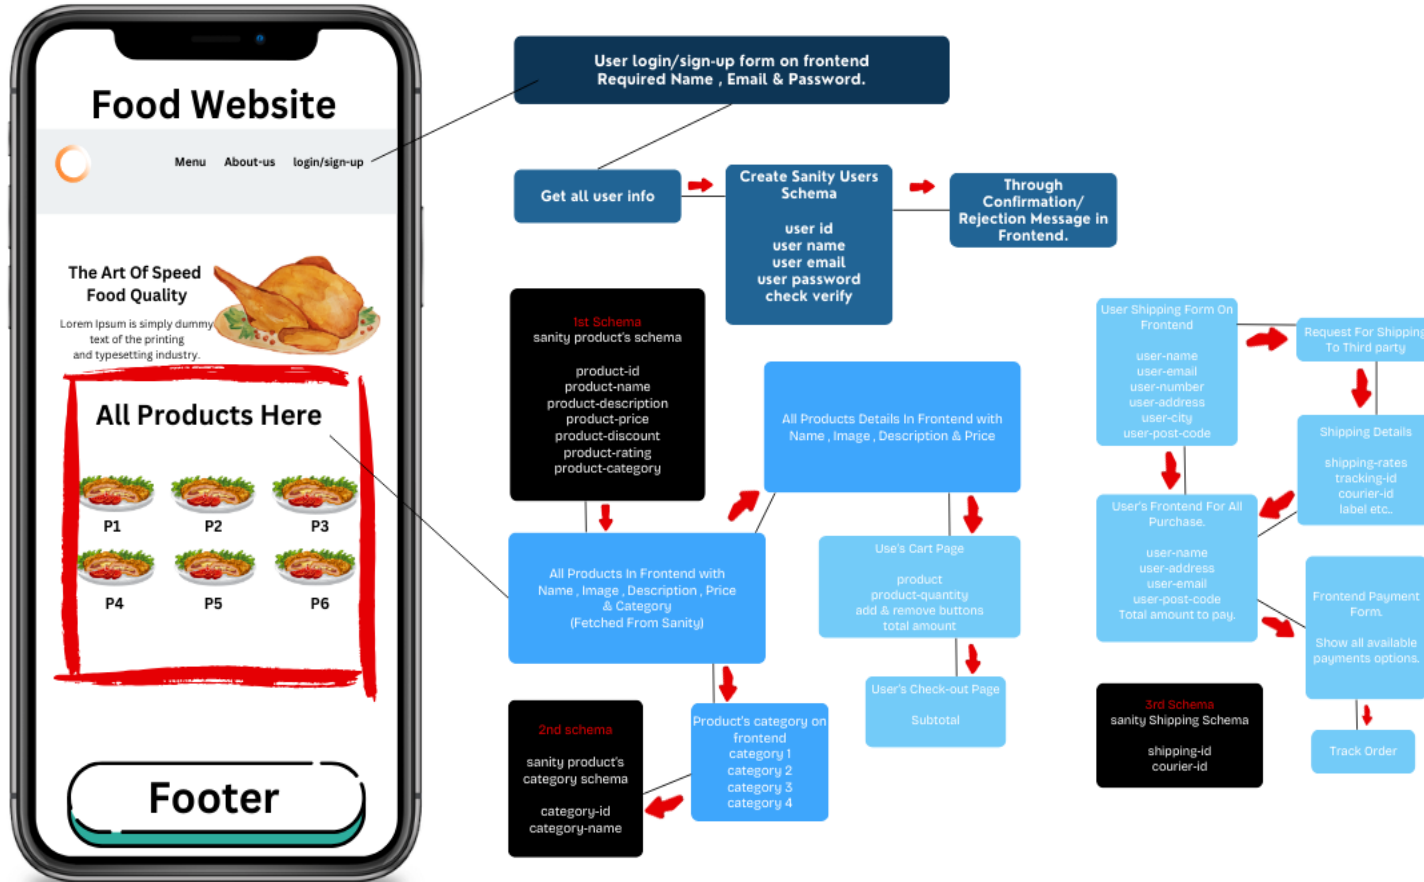 Food Website
Menu About-us login/sign-up
The Art Of Speed
Food Quality
Lorem Ipsum is simply dummy
text of the printing
and typesetting industry.
All Products Here
P1 P2 P3
P4 P5 P6
Footer
User login/sign-up form on frontend
Required Name , Email & Password.
Get all user info
Create Sanity Users
Schema
user id
user name
user email
user password
check verify
Through
Confirmation/
Rejection Message in
Frontend.
1st Schema
sanity product's schema
product-id
product-name
product-description
product-price
product-discount
product-rating
product-category
All Products In Frontend with
Name , Image , Description , Price
& Category
(Fetched From Sanity)
All Products Details In Frontend with
Name , Image , Description & Price
Use's Cart Page
product
product-quantity
add & remove buttons
total amount
User's Check-out Page
Subtotal
Product's category on
frontend
category 1
category 2
category 3
category 4
2nd schema
sanity product's
category schema
category-id
category-name
User Shipping Form On
Frontend
user-name
user-email
user-number
user-address
user-city
user-post-code
Request For Shipping
To Third party
Shipping Details
shipping-rates
tracking-id
courier-id
label etc..
User's Frontend For All
Purchase.
user-name
user-address
user-email
user-post-code
Total amount to pay.
Frontend Payment
Form.
Show all available
payments options.
Track Order
3rd Schema
sanity Shipping Schema
shipping-id
courier-id